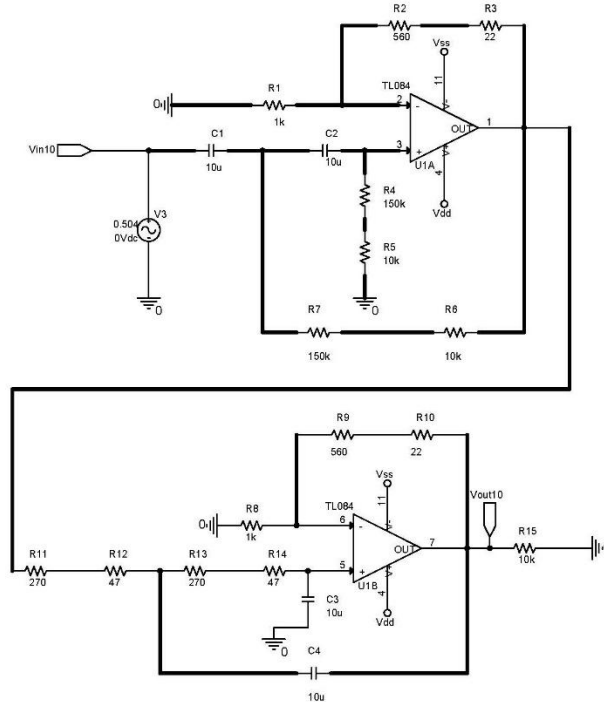 R2
R3
560
22
Vss
TL084
11
V-
R1
0
1k
2
-
OUT
1
C1
C2
3
+
V+
U1A
Vin10
10u
10u
4
R4
150k
Vdd
V3
0.504
0Vdc
R5
10k
0
0
R7
R6
150k
10k
R9
R10
560
22
Vss
TL084
11
V-
Vout10
R8
0
1k
6
-
OUT
7
R15
10k
R11
R12
R13
R14
270
47
270
47
5
+
V+
U1B
C3
10u
4
Vdd
0
C4
10u